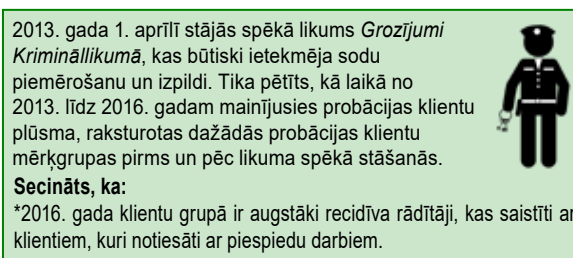 2013. gada 1. aprīlī stājās spēkā likums Grozījumi
Krimināllikumā, kas būtiski ietekmēja sodu
piemērošanu un izpildi. Tika pētīts, kā laikā no
2013. līdz 2016. gadam mainījusies probācijas klientu
plūsma, raksturotas dažādās probācijas klientu
mērķgrupas pirms un pēc likuma spēkā stāšanās.
Secināts, ka:
*2016. gada klientu grupā ir augstāki recidīva rādītāji, kas saistīti ar
klientiem, kuri notiesāti ar piespiedu darbiem.